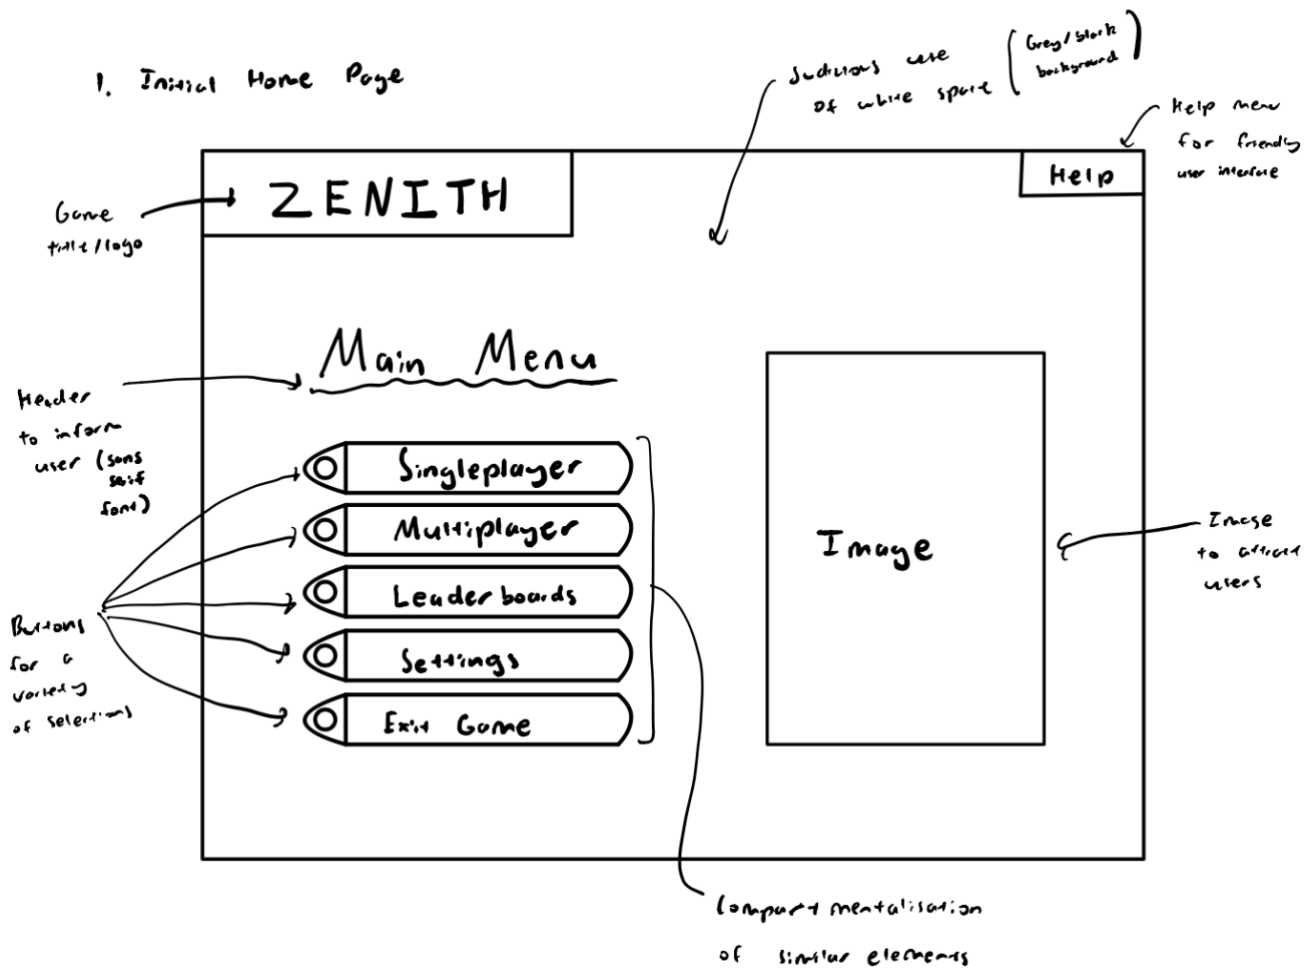 1. Initial Home Page
Judicious use
of white space
(Grey/black
background)
Help menu
for friendly
user interface
ZENITH
Help
Game
title/logo
Main Menu
Header
to inform
user (sans
serif
font)
Singleplayer
Multiplayer
Leaderboards
Settings
Exit Game
Image
Image
to attract
users
Buttons
for a
variety
of selections
Compartmentalisation
of similar elements